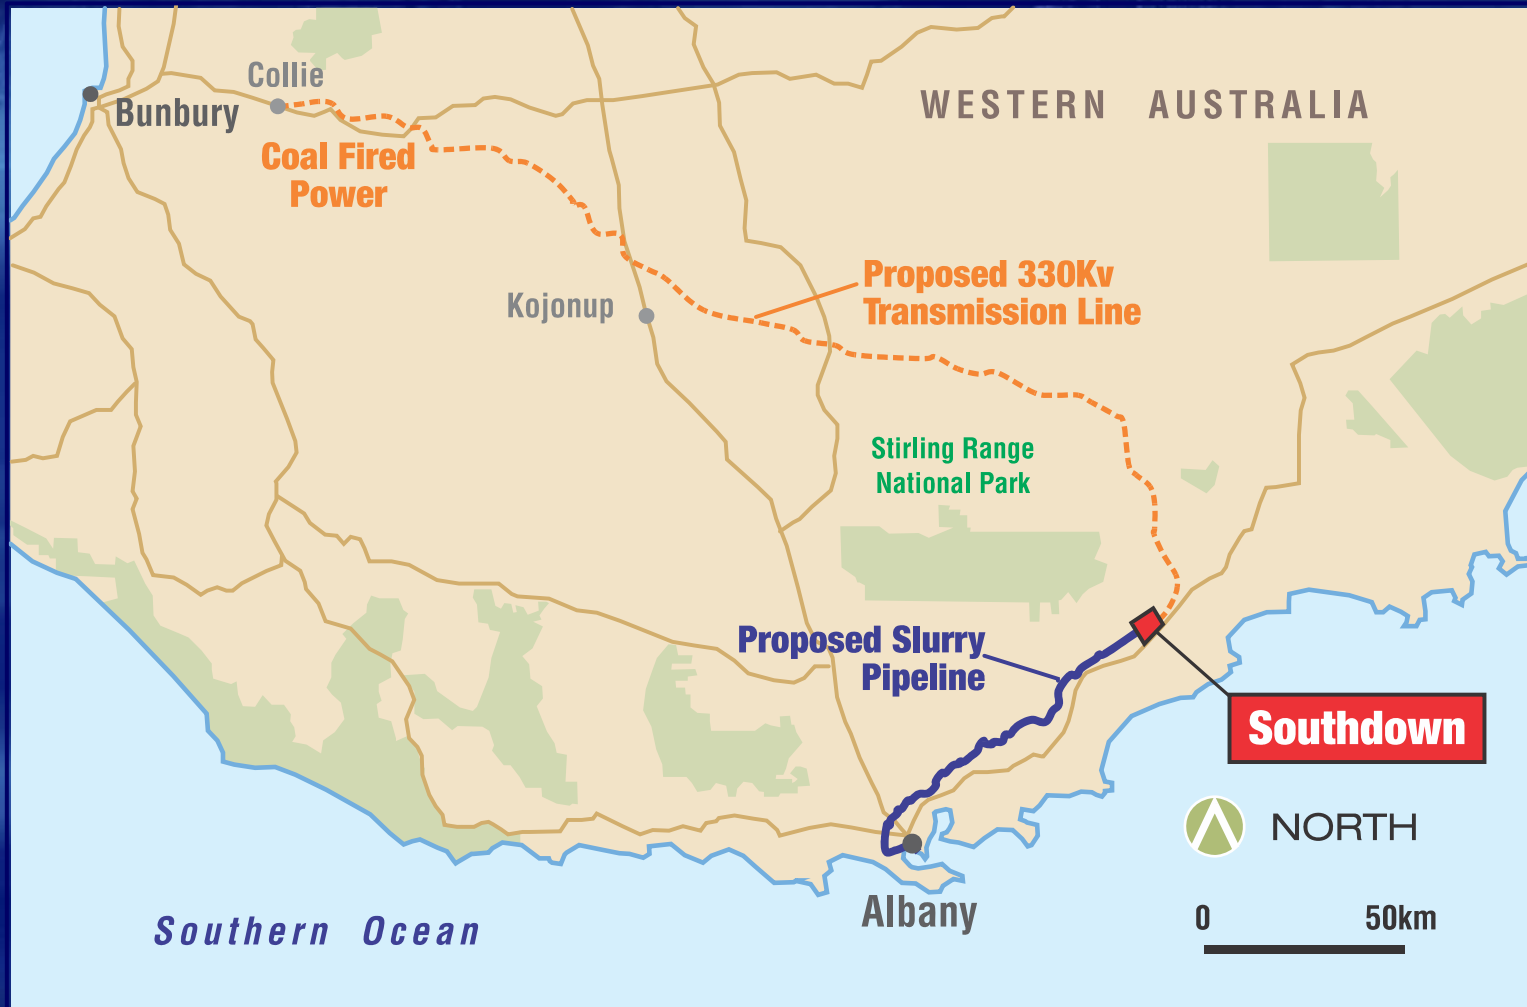 Collie
Bunbury
WESTERN AUSTRALIA
Coal Fired
Power
Proposed 330Kv
Transmission Line
Kojonup
Stirling Range
National Park
Proposed Slurry
Pipeline
Southdown
NORTH
Albany
0 50km
Southern Ocean